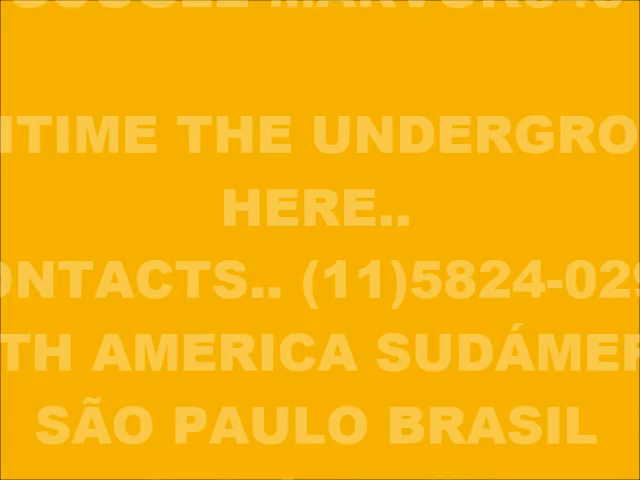 ITIME THE UNDERGRO
HERE..
ONTACTS.. (11)5824-029
TH AMERICA SUDÁMER
SÃO PAULO BRASIL